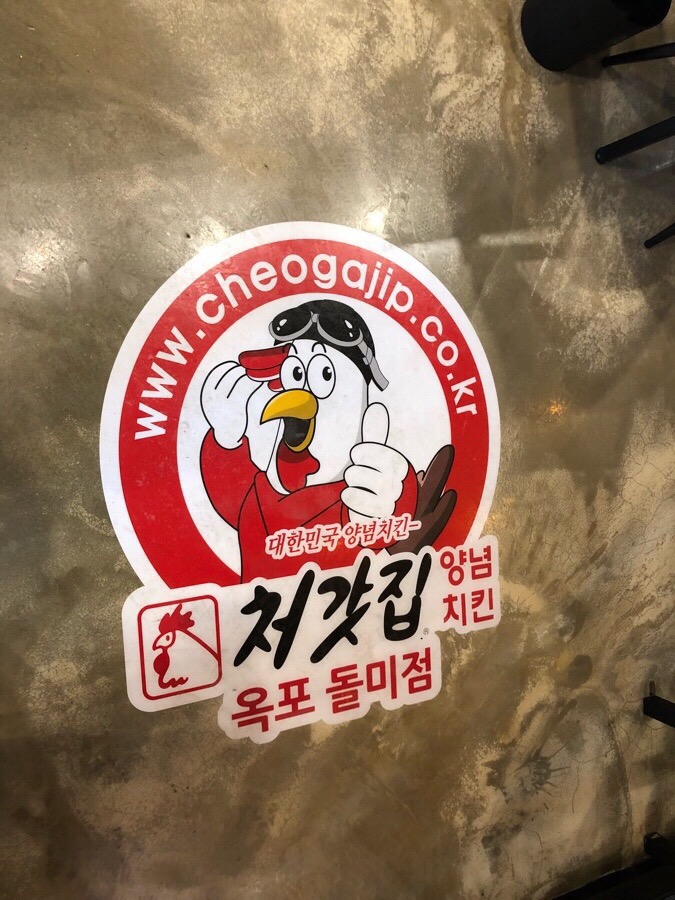 www.cheogajip.co.kr
대한민국 양념치킨-
처갓집 양념
치킨
®
옥포 돌미점